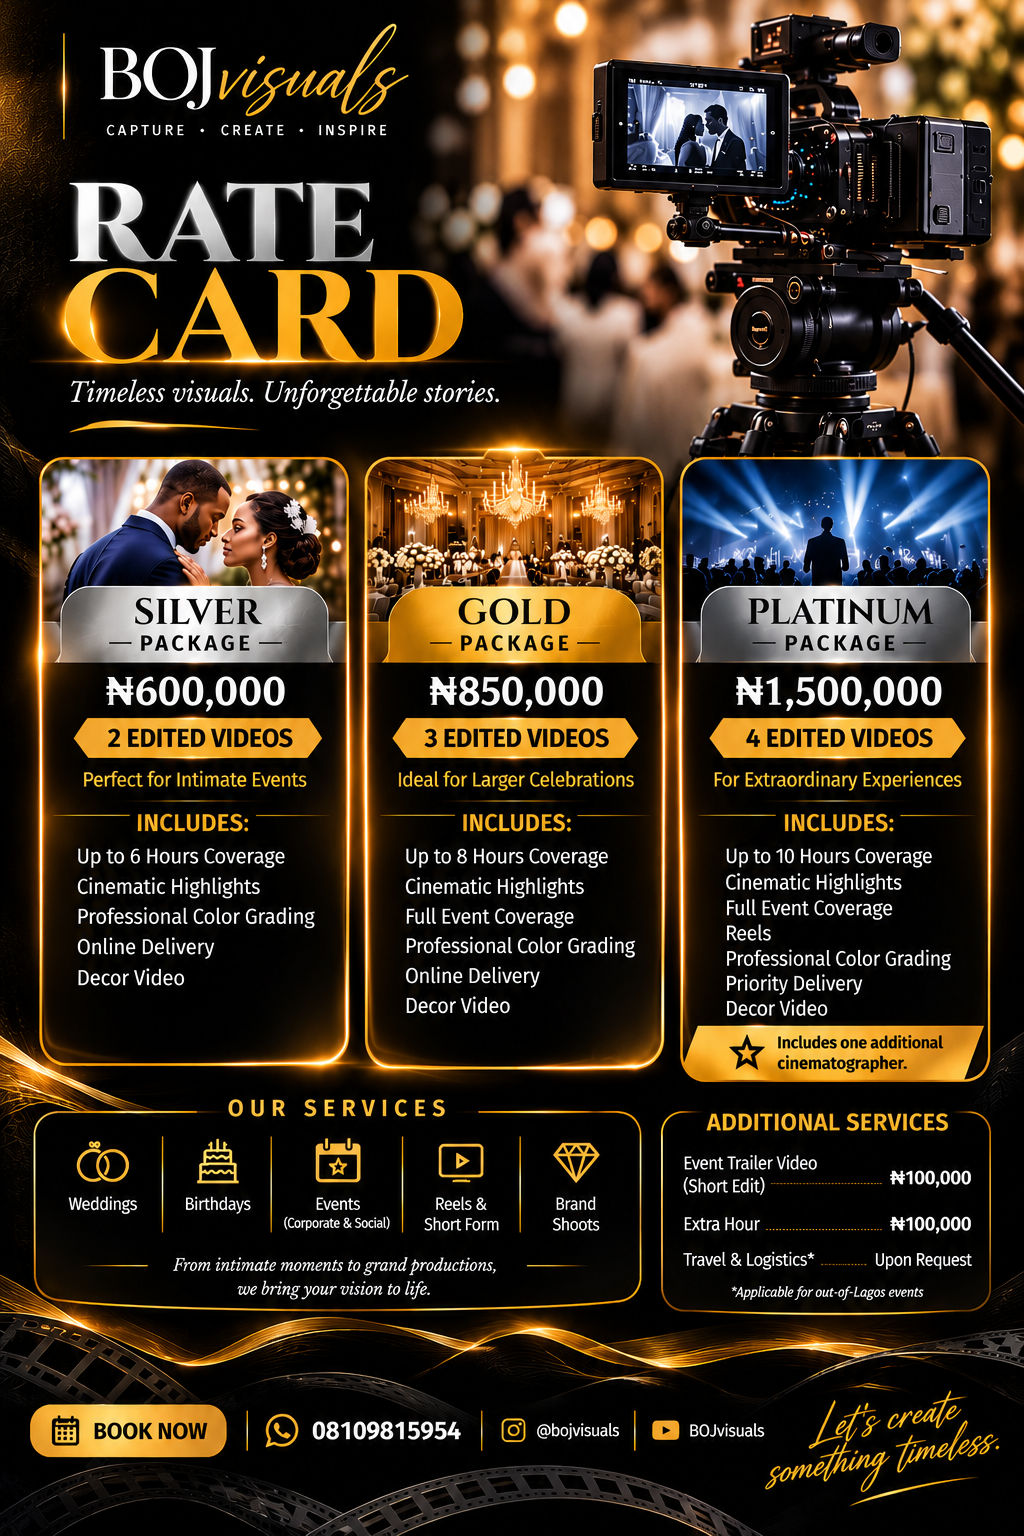 BOJvisuals
CAPTURE • CREATE • INSPIRE
RATE
CARD
Timeless visuals. Unforgettable stories.
SILVER
PACKAGE
₦600,000
2 EDITED VIDEOS
Perfect for Intimate Events
INCLUDES:
Up to 6 Hours Coverage
Cinematic Highlights
Professional Color Grading
Online Delivery
Decor Video
GOLD
PACKAGE
₦850,000
3 EDITED VIDEOS
Ideal for Larger Celebrations
INCLUDES:
Up to 8 Hours Coverage
Cinematic Highlights
Full Event Coverage
Professional Color Grading
Online Delivery
Decor Video
PLATINUM
PACKAGE
₦1,500,000
4 EDITED VIDEOS
For Extraordinary Experiences
INCLUDES:
Up to 10 Hours Coverage
Cinematic Highlights
Full Event Coverage
Reels
Professional Color Grading
Priority Delivery
Decor Video
Includes one additional
cinematographer.
OUR SERVICES
Weddings
Birthdays
Events
(Corporate & Social)
Reels &
Short Form
Brand
Shoots
From intimate moments to grand productions,
we bring your vision to life.
ADDITIONAL SERVICES
Event Trailer Video
(Short Edit) ₦100,000
Extra Hour ₦100,000
Travel & Logistics* Upon Request
*Applicable for out-of-Lagos events
BOOK NOW
08109815954
@bojvisuals
BOJvisuals
Let's create
something timeless.